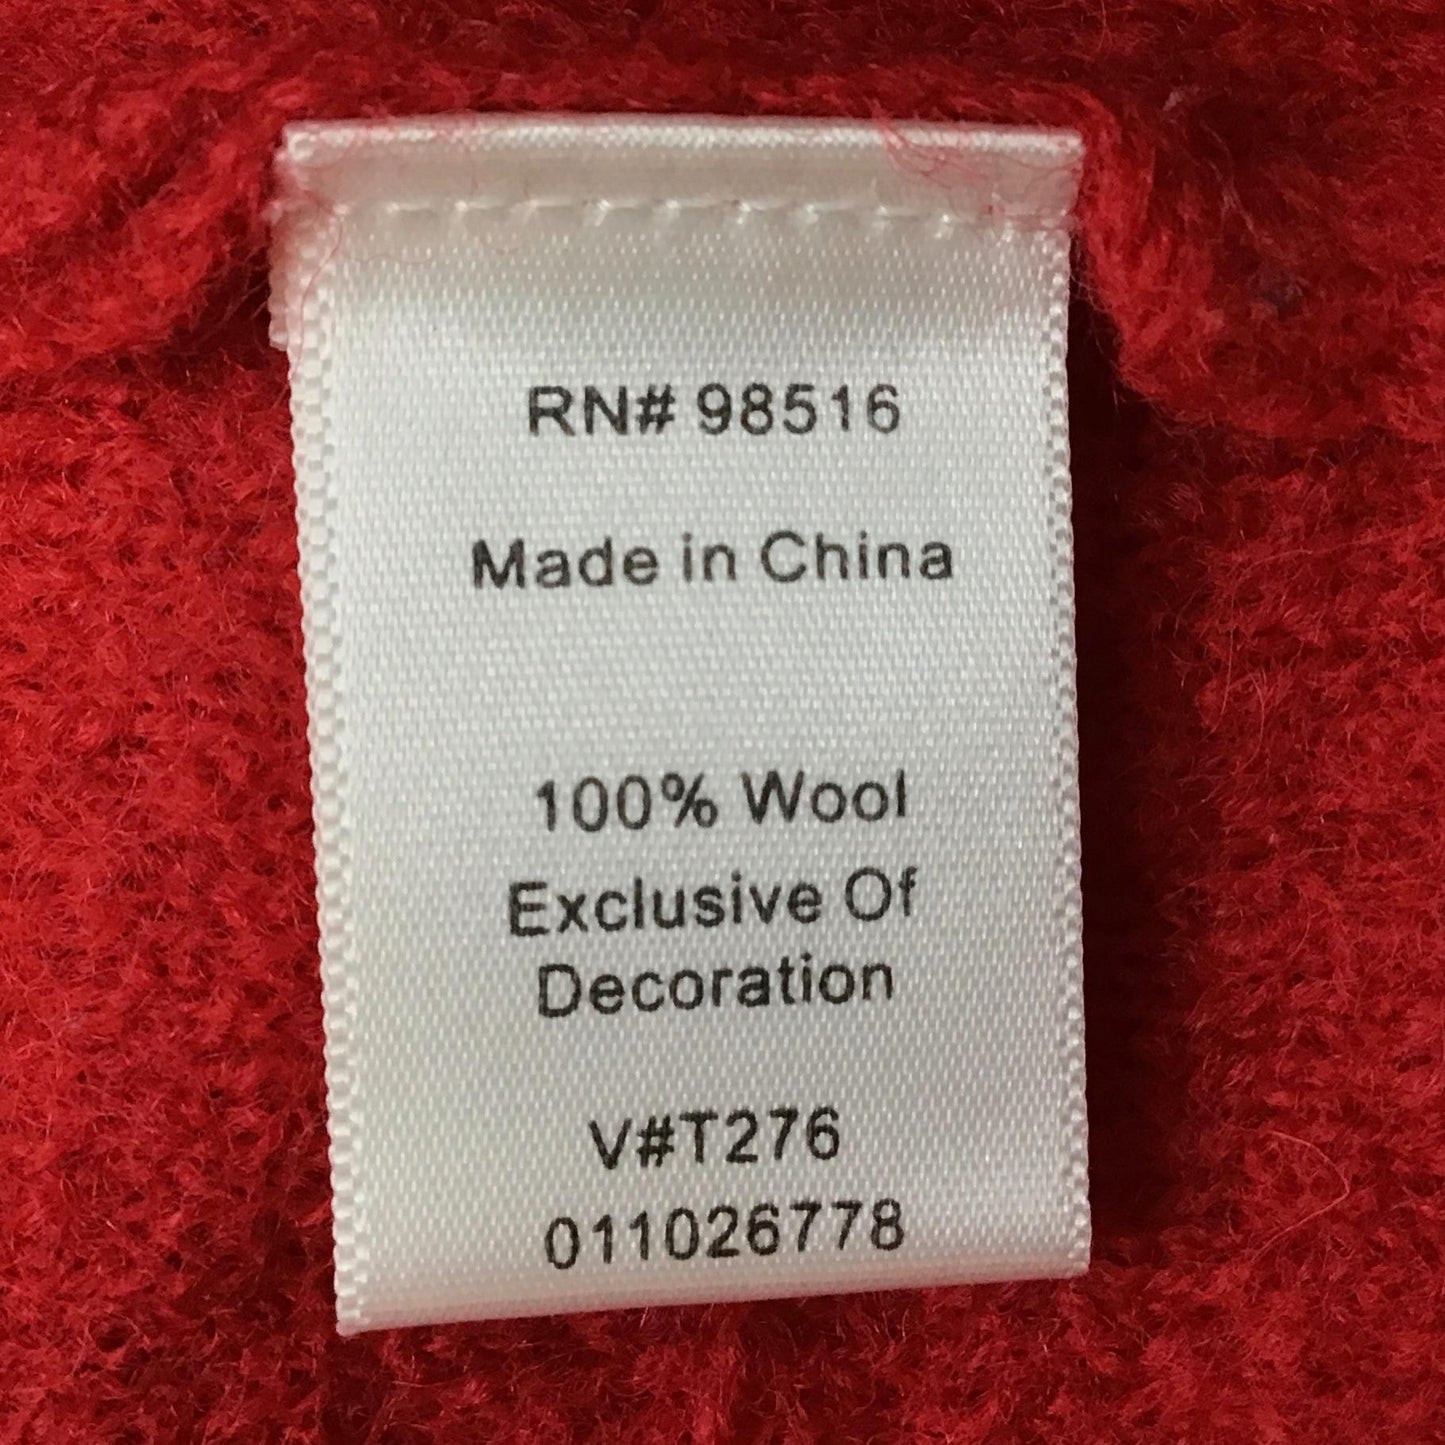 RN# 98516
Made in China
100% Wool
Exclusive Of
Decoration
V#T276
011026778